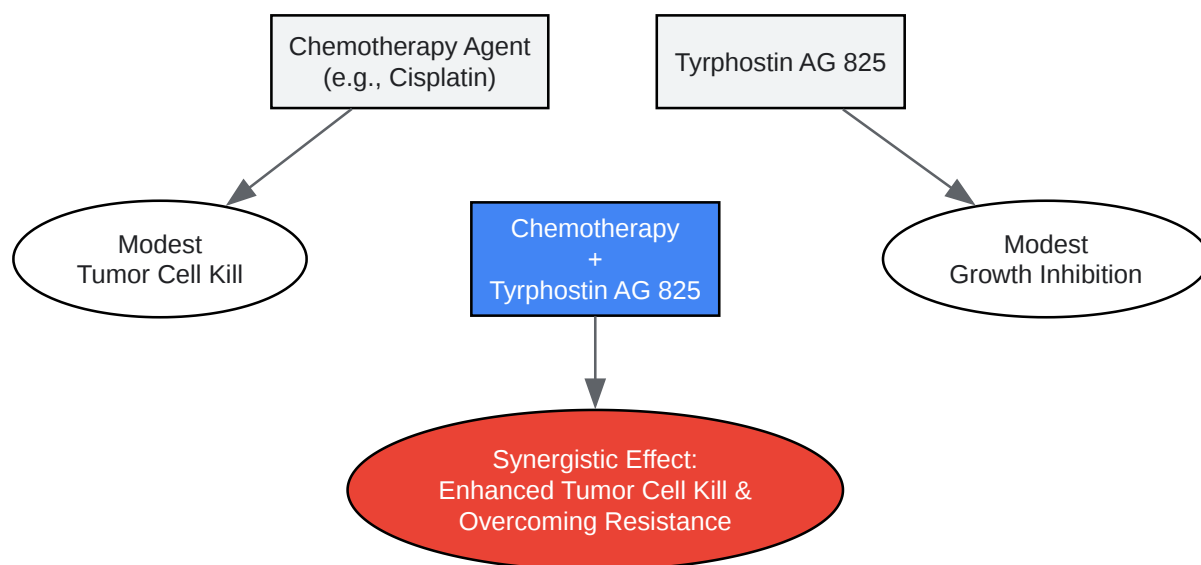 Chemotherapy Agent
(e.g., Cisplatin)
Tyrphostin AG 825
Modest
Tumor Cell Kill
Chemotherapy
+
Tyrphostin AG 825
Modest
Growth Inhibition
Synergistic Effect:
Enhanced Tumor Cell Kill &
Overcoming Resistance